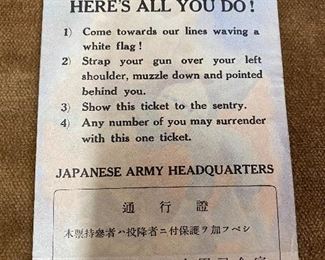 HERE'S ALL YOU DO!
1) Come towards our lines waving a
white flag!
2) Strap your gun over your left
shoulder, muzzle down and pointed
behind you.
3) Show this ticket to the sentry.
4) Any number of you may surrender
with this one ticket.
JAPANESE ARMY HEADQUARTERS
通行證
本票持參者ハ投降者ニ付保護ヲ加フベシ